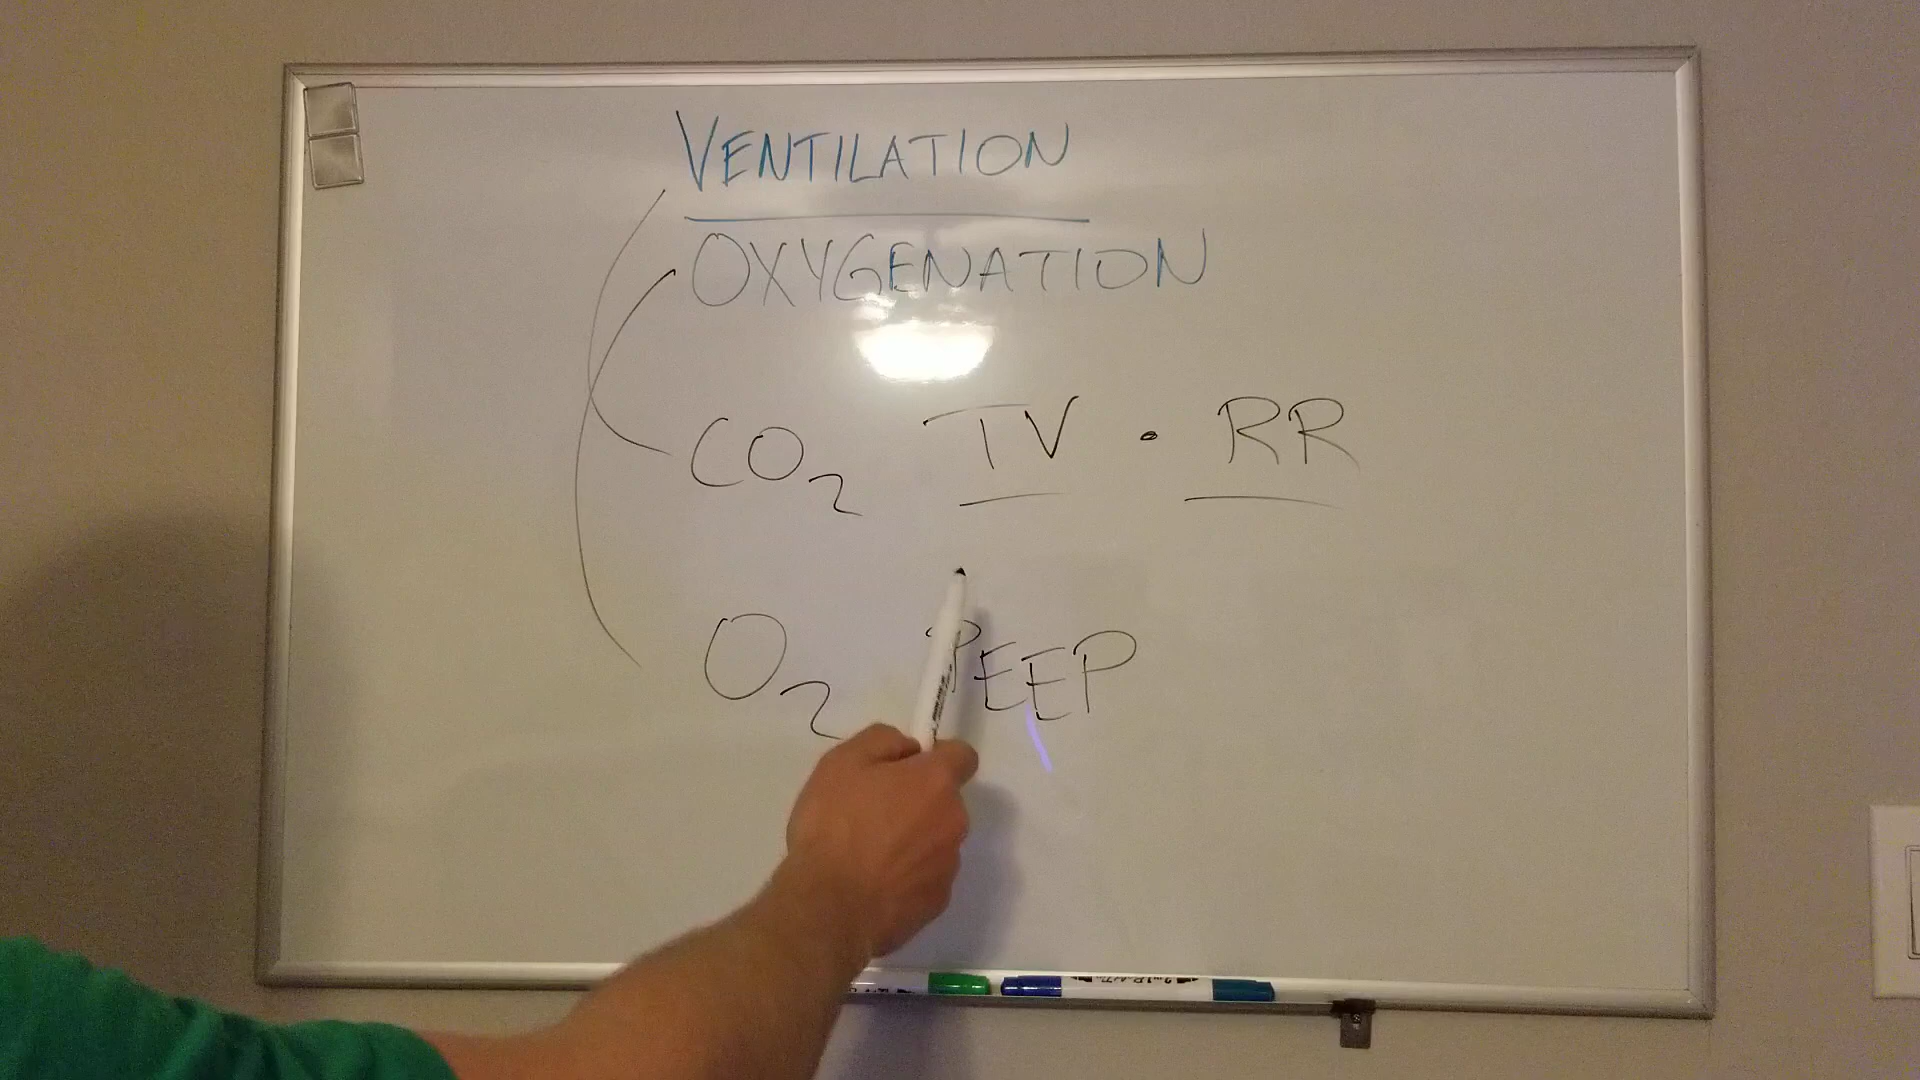 VENTILATION
OXYGENATION
CO₂ TV • RR
O₂ PEEP